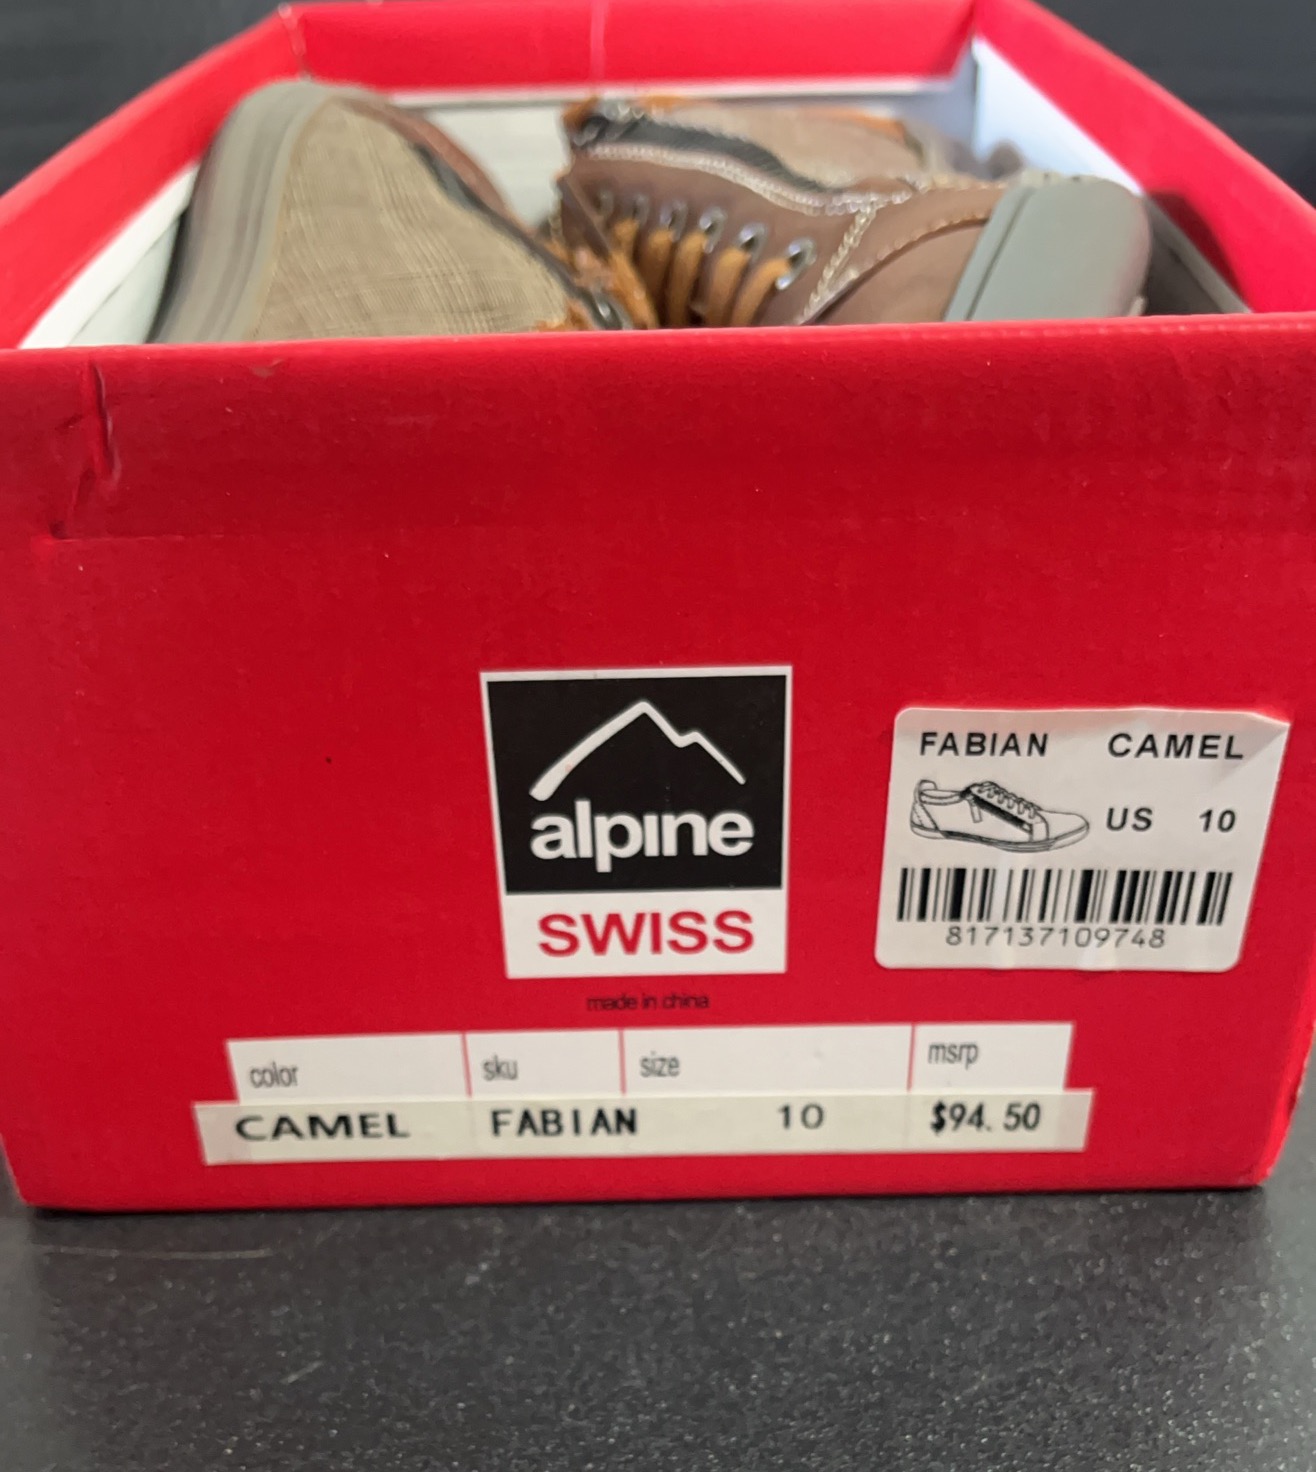 alpine
SWISS
made in china
FABIAN CAMEL
US 10
817137109748
color sku size msrp
CAMEL FABIAN 10 $94.50